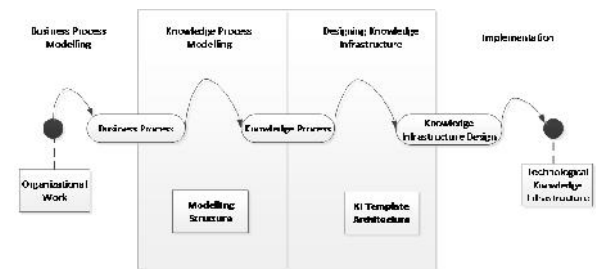 Business Process
Modelling
Knowledge Process
Modelling
Designing Knowledge
Infrastructure
Implementation
Business Process
Knowledge Process
Knowledge
Infrastructure Design
Organizational
Work
Modelling
Structure
KI Template
Architecture
Technological
Knowledge
Infrastructure